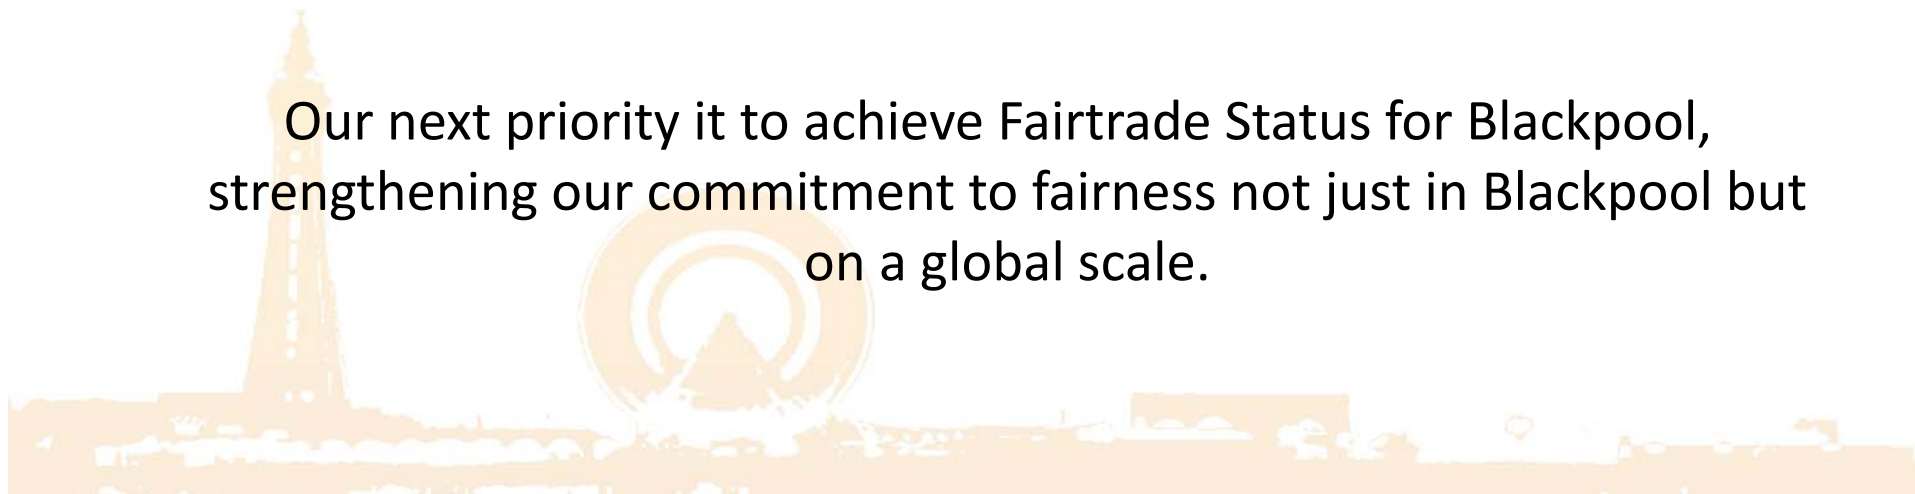 Our next priority it to achieve Fairtrade Status for Blackpool,
strengthening our commitment to fairness not just in Blackpool but
on a global scale.